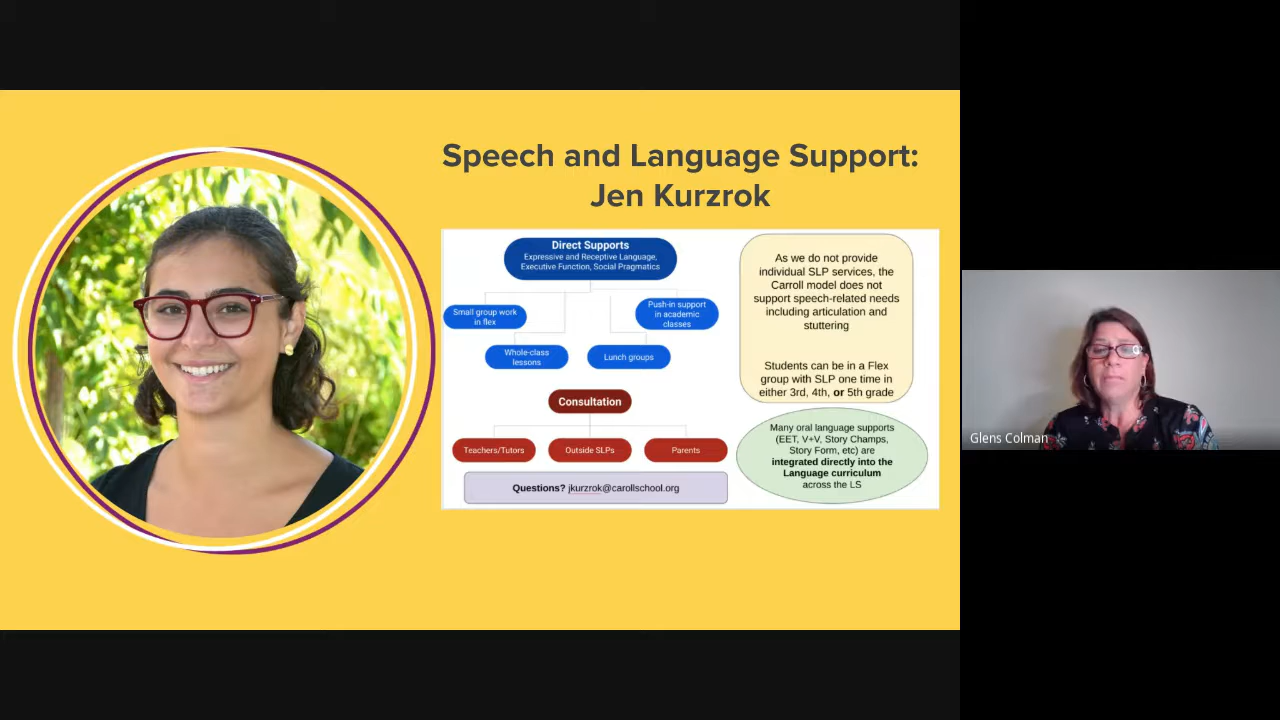 Speech and Language Support:
Jen Kurzrok
Direct Supports
Expressive and Receptive Language,
Executive Function, Social Pragmatics
Small group work
in flex
Push-in support
in academic
classes
Whole-class
lessons
Lunch groups
Consultation
Teachers/Tutors
Outside SLPs
Parents
Questions? jkurzrok@carollschool.org
As we do not provide
individual SLP services, the
Carroll model does not
support speech-related needs
including articulation and
stuttering
Students can be in a Flex
group with SLP one time in
either 3rd, 4th, or 5th grade
Many oral language supports
(EET, V+V, Story Champs,
Story Form, etc) are
integrated directly into the
Language curriculum
across the LS
Glens Colman